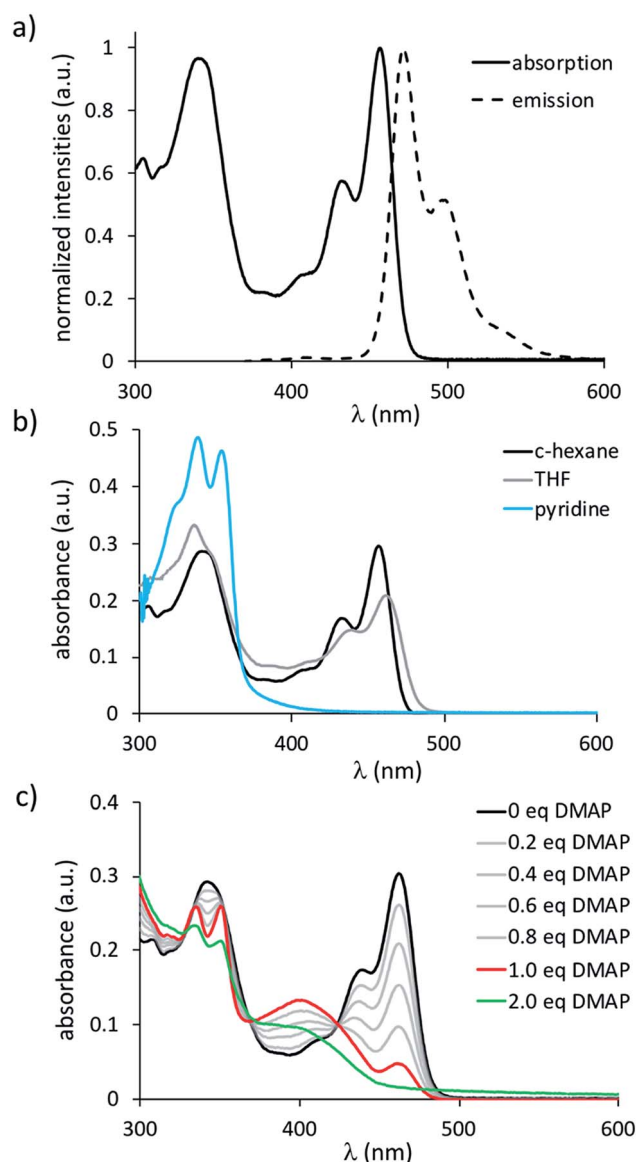 a)
normalized intensities (a.u.)
1
0.8
0.6
0.4
0.2
0
absorption
emission
300
400
500
600
λ (nm)
b)
absorbance (a.u.)
0.5
0.4
0.3
0.2
0.1
0
c-hexane
THF
pyridine
300
400
500
600
λ (nm)
c)
absorbance (a.u.)
0.4
0.3
0.2
0.1
0
0 eq DMAP
0.2 eq DMAP
0.4 eq DMAP
0.6 eq DMAP
0.8 eq DMAP
1.0 eq DMAP
2.0 eq DMAP
300
400
500
600
λ (nm)